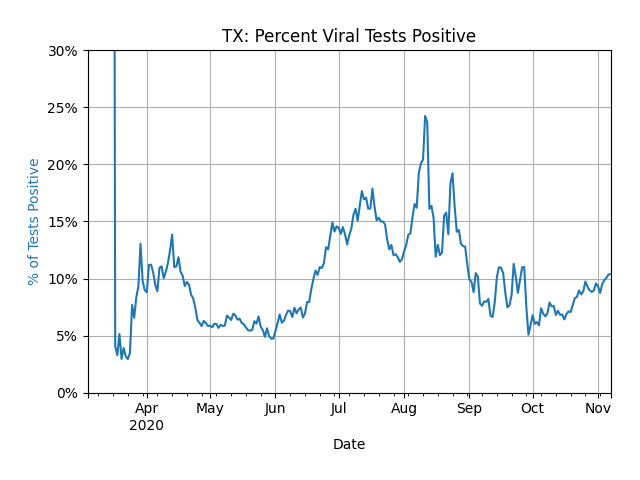 TX: Percent Viral Tests Positive
30%
25%
20%
15%
10%
5%
0%
% of Tests Positive
Apr May Jun Jul Aug Sep Oct Nov
2020
Date